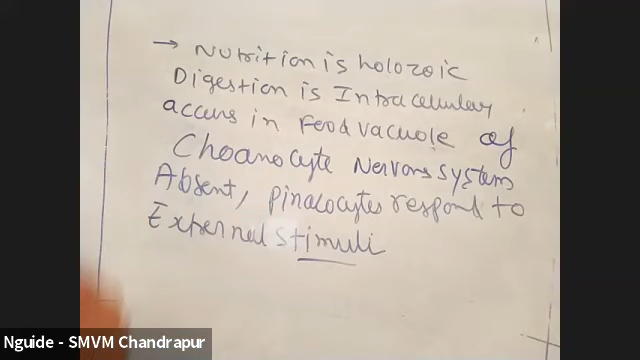 → Nutrition is holozoic
Digestion is Intracellular
accurs in Food vacuole of
Choanocyte Nervous system
Absent, pinacocytes respond to
External stimuli
Nguide - SMVM Chandrapur